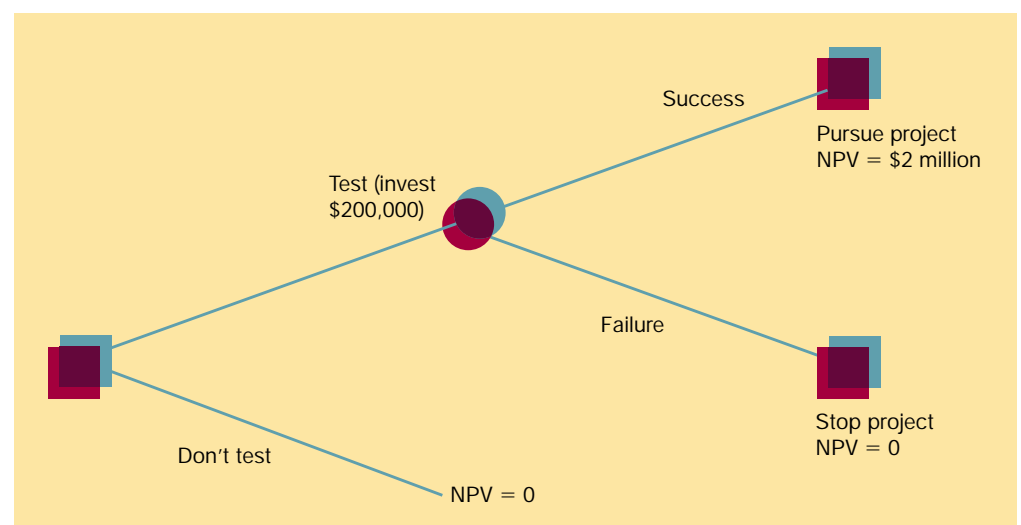 Success
Pursue project
NPV = $2 million
Test (invest
$200,000)
Failure
Stop project
NPV = 0
Don't test
NPV = 0